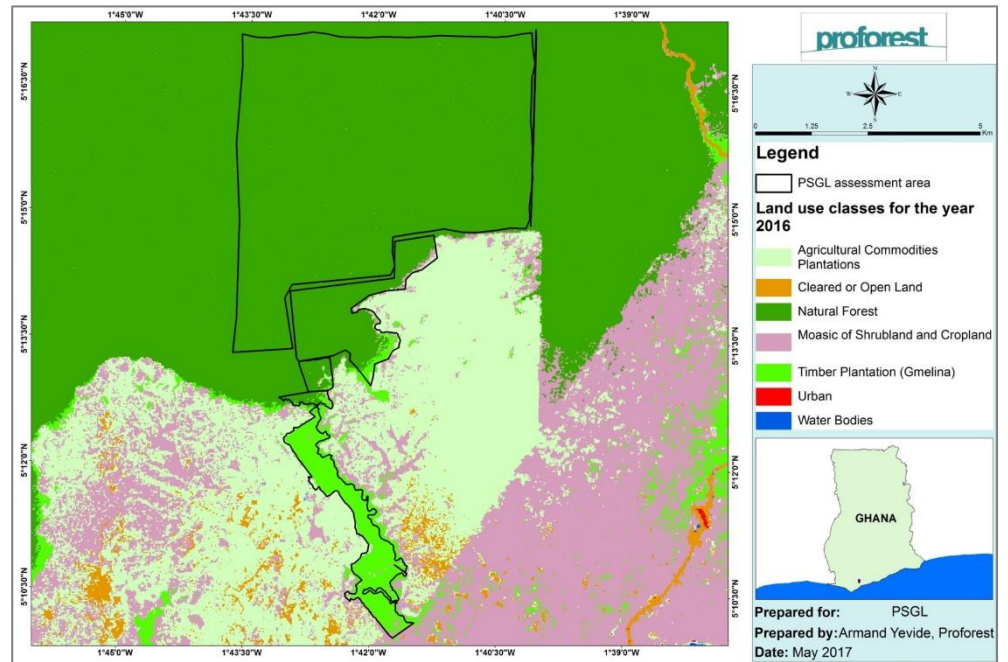 1°45'0"W 1°43'30"W 1°42'0"W 1°40'30"W 1°39'0"W
5°16'30"N 5°16'30"N
5°15'0"N 5°15'0"N
5°13'30"N 5°13'30"N
5°12'0"N 5°12'0"N
5°10'30"N 5°10'30"N
1°45'0"W 1°43'30"W 1°42'0"W 1°40'30"W 1°39'0"W
proforest
N
W E
S
0 1.25 2.5 5
Km
Legend
PSGL assessment area
Land use classes for the year
2016
Agricultural Commodities
Plantations
Cleared or Open Land
Natural Forest
Moasic of Shrubland and Cropland
Timber Plantation (Gmelina)
Urban
Water Bodies
GHANA
Prepared for: PSGL
Prepared by:Armand Yevide, Proforest
Date: May 2017